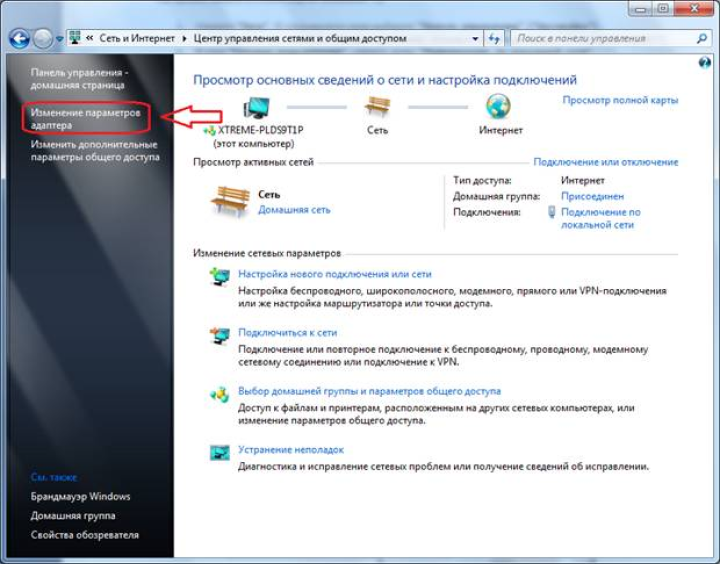 « Сеть и Интернет ▸ Центр управления сетями и общим доступом
Поиск в панели управления
Панель управления -
домашняя страница
Изменение параметров
адаптера
Изменить дополнительные
параметры общего доступа
См. также
Брандмауэр Windows
Домашняя группа
Свойства обозревателя
Просмотр основных сведений о сети и настройка подключений
XTREME-PLDS9T1P
(этот компьютер)
Сеть
Интернет
Просмотр полной карты
Просмотр активных сетей
Подключение или отключение
Сеть
Домашняя сеть
Тип доступа: Интернет
Домашняя группа: Присоединен
Подключения: Подключение по
локальной сети
Изменение сетевых параметров
Настройка нового подключения или сети
Настройка беспроводного, широкополосного, модемного, прямого или VPN-подключения
или же настройка маршрутизатора или точки доступа.
Подключиться к сети
Подключение или повторное подключение к беспроводному, проводному, модемному
сетевому соединению или подключение к VPN.
Выбор домашней группы и параметров общего доступа
Доступ к файлам и принтерам, расположенным на других сетевых компьютерах, или
изменение параметров общего доступа.
Устранение неполадок
Диагностика и исправление сетевых проблем или получение сведений об исправлении.